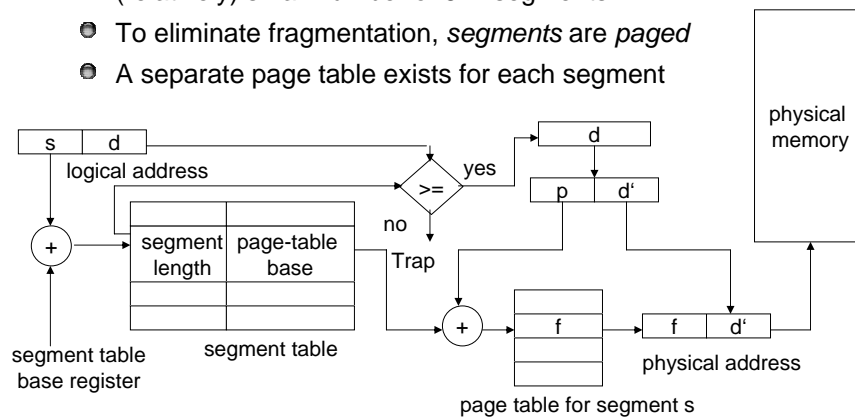 To eliminate fragmentation, segments are paged
A separate page table exists for each segment
physical
memory
s d
logical address
>=
yes
no
Trap
d
p d‘
+
segment
length
page-table
base
segment table
segment table
base register
+
f
page table for segment s
f d‘
physical address